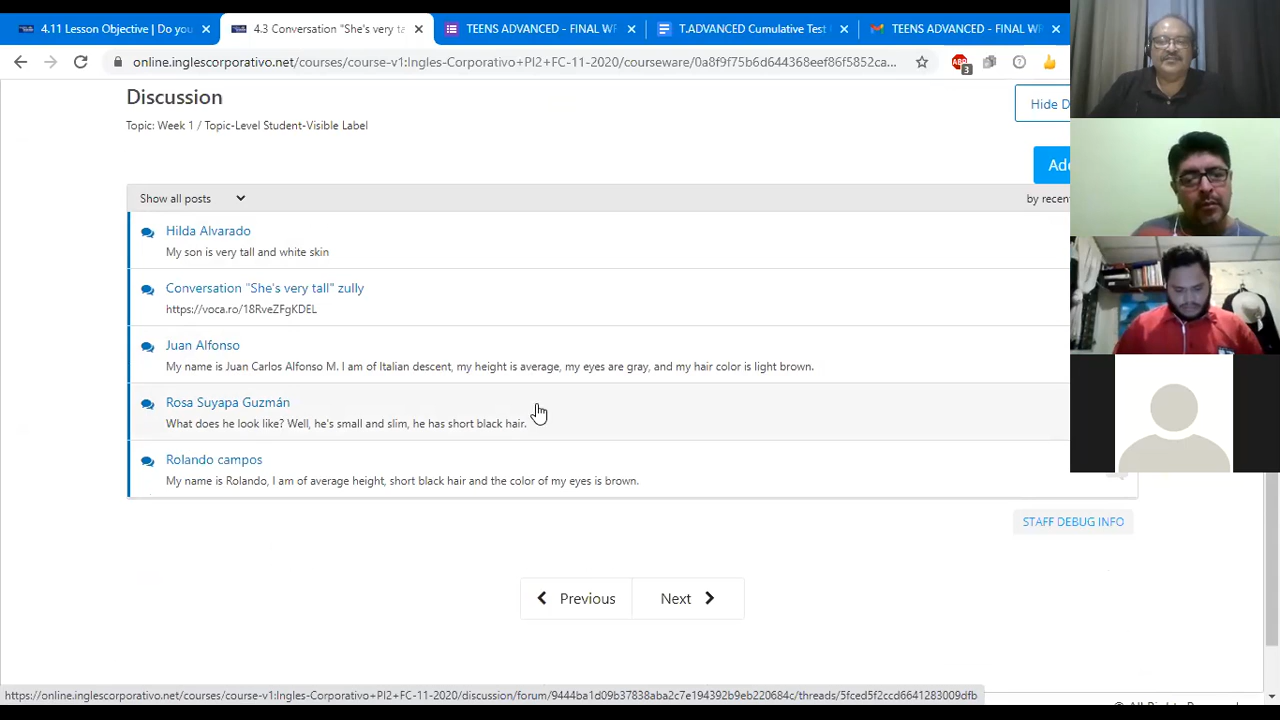 4.11 Lesson Objective | Do you
4.3 Conversation "She's very ta
TEENS ADVANCED - FINAL WR
T.ADVANCED Cumulative Test
TEENS ADVANCED - FINAL WR
online.inglescorporativo.net/courses/course-v1:Ingles-Corporativo+PI2+FC-11-2020/courseware/0a8f9f75b6d644368eef86f5852ca...
ABP
3
Discussion
Hide D
Topic: Week 1 / Topic-Level Student-Visible Label
Add
Show all posts
by recent
Hilda Alvarado
My son is very tall and white skin
Conversation "She's very tall" zully
https://voca.ro/18RveZFgKDEL
Juan Alfonso
My name is Juan Carlos Alfonso M. I am of Italian descent, my height is average, my eyes are gray, and my hair color is light brown.
Rosa Suyapa Guzmán
What does he look like? Well, he's small and slim, he has short black hair.
Rolando campos
My name is Rolando, I am of average height, short black hair and the color of my eyes is brown.
STAFF DEBUG INFO
Previous
Next
https://online.inglescorporativo.net/courses/course-v1:Ingles-Corporativo+PI2+FC-11-2020/discussion/forum/9444ba1d09b37838aba2c7e194392b9eb220684c/threads/5fced5f2ccd6641283009dfb